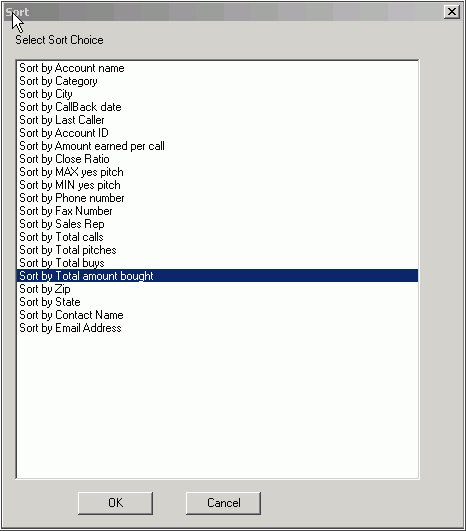 Sort
Select Sort Choice
Sort by Account name
Sort by Category
Sort by City
Sort by CallBack date
Sort by Last Caller
Sort by Account ID
Sort by Amount earned per call
Sort by Close Ratio
Sort by MAX yes pitch
Sort by MIN yes pitch
Sort by Phone number
Sort by Fax Number
Sort by Sales Rep
Sort by Total calls
Sort by Total pitches
Sort by Total buys
Sort by Total amount bought
Sort by Zip
Sort by State
Sort by Contact Name
Sort by Email Address
OK
Cancel